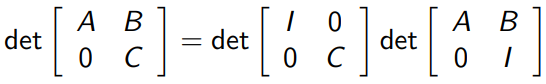 det [ A B ; 0 C ] = det [ I 0 ; 0 C ] det [ A B ; 0 I ]